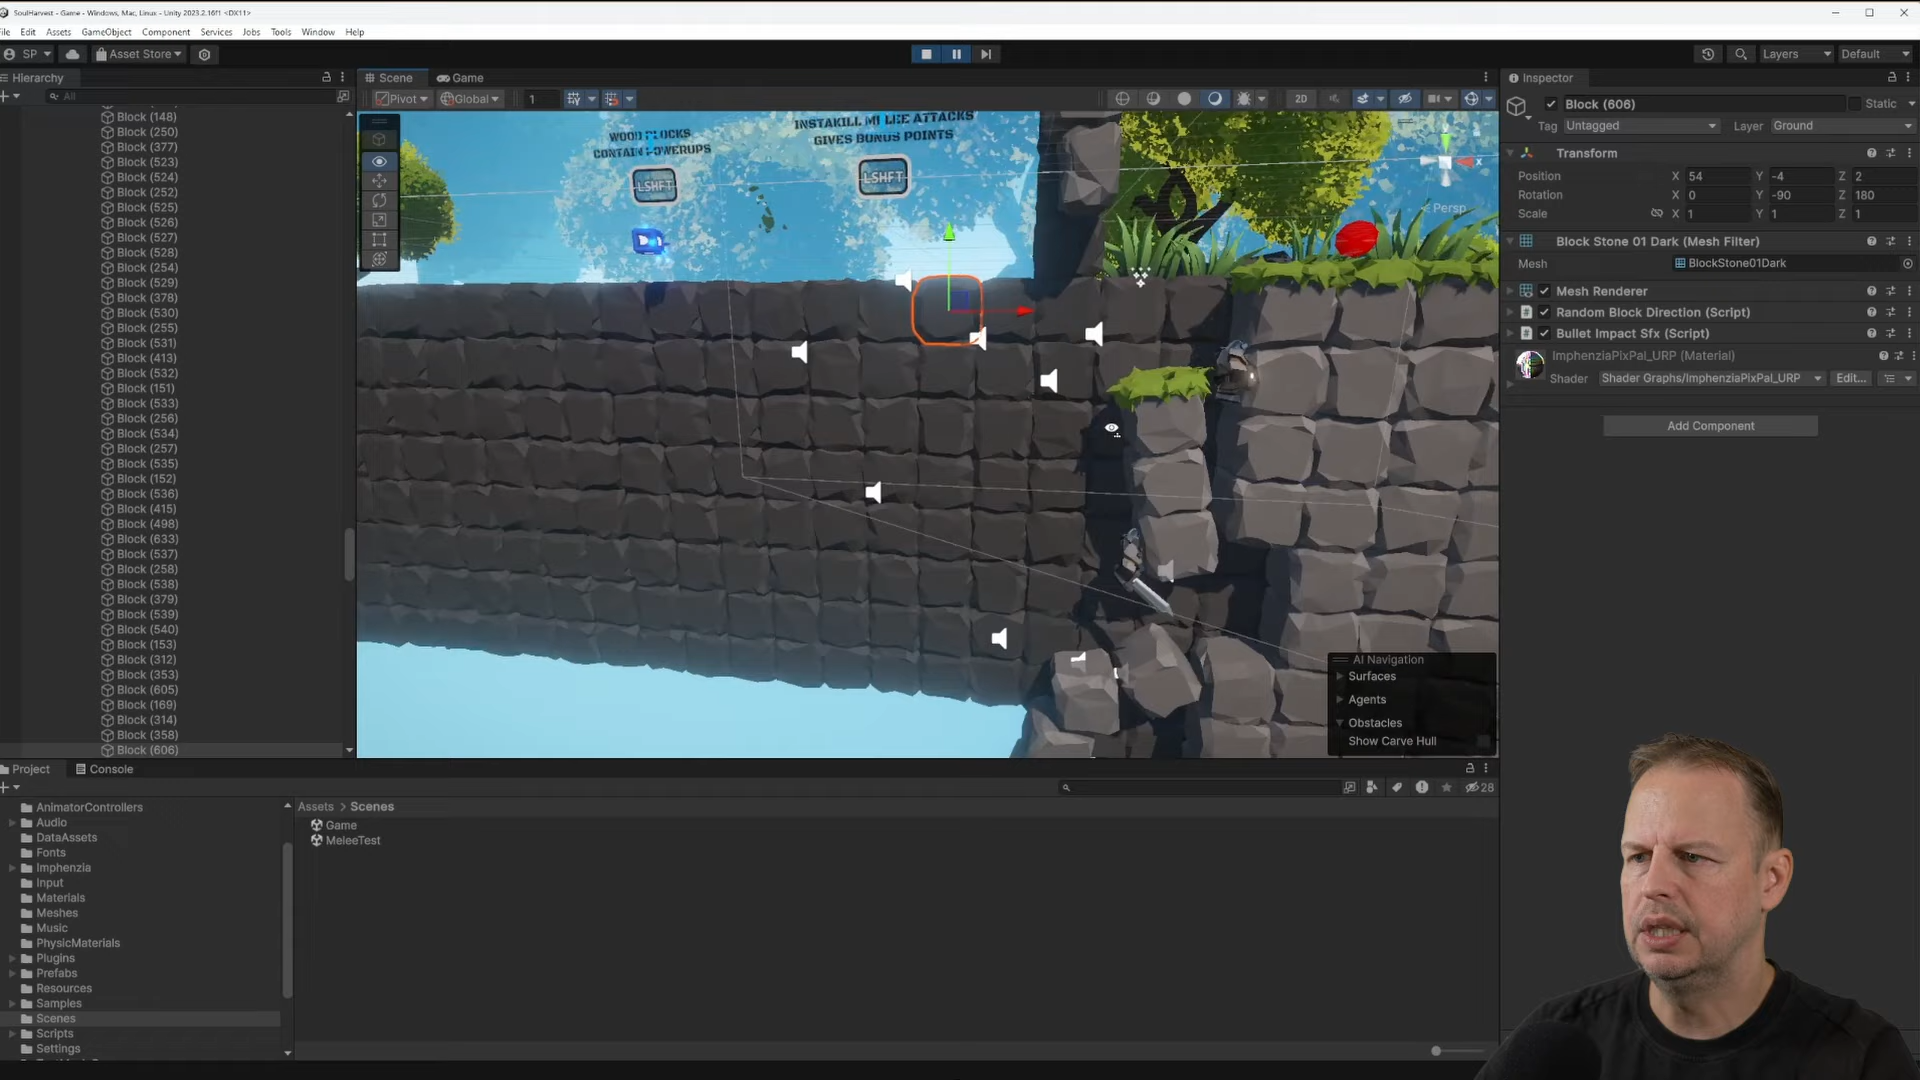 SoulHarvest - Game - Windows, Mac, Linux - Unity 2023.2.16f1 <DX11>
File Edit Assets GameObject Component Services Jobs Tools Window Help
SP Asset Store Layers Default
Hierarchy
All
Block (148)
Block (250)
Block (377)
Block (523)
Block (524)
Block (252)
Block (525)
Block (526)
Block (527)
Block (528)
Block (254)
Block (529)
Block (378)
Block (530)
Block (255)
Block (531)
Block (413)
Block (532)
Block (151)
Block (533)
Block (256)
Block (534)
Block (257)
Block (535)
Block (152)
Block (536)
Block (415)
Block (498)
Block (633)
Block (537)
Block (258)
Block (538)
Block (379)
Block (539)
Block (540)
Block (153)
Block (312)
Block (353)
Block (605)
Block (169)
Block (314)
Block (358)
Block (606)
Scene Game
Pivot Global 1 2D
WOOD BLOCKS
CONTAIN POWERUPS
LSHFT
INSTAKILL MELEE ATTACKS
GIVES BONUS POINTS
LSHFT
x
< Persp
AI Navigation
Surfaces
Agents
Obstacles
Show Carve Hull
Inspector
Block (606) Static
Tag Untagged Layer Ground
Transform
Position X 54 Y -4 Z 2
Rotation X 0 Y -90 Z 180
Scale X 1 Y 1 Z 1
Block Stone 01 Dark (Mesh Filter)
Mesh BlockStone01Dark
Mesh Renderer
Random Block Direction (Script)
Bullet Impact Sfx (Script)
ImphenziaPixPal_URP (Material)
Shader Shader Graphs/ImphenziaPixPal_URP Edit...
Add Component
Project Console
28
AnimatorControllers
Audio
DataAssets
Fonts
Imphenzia
Input
Materials
Meshes
Music
PhysicMaterials
Plugins
Prefabs
Resources
Samples
Scenes
Scripts
Settings
Assets > Scenes
Game
MeleeTest